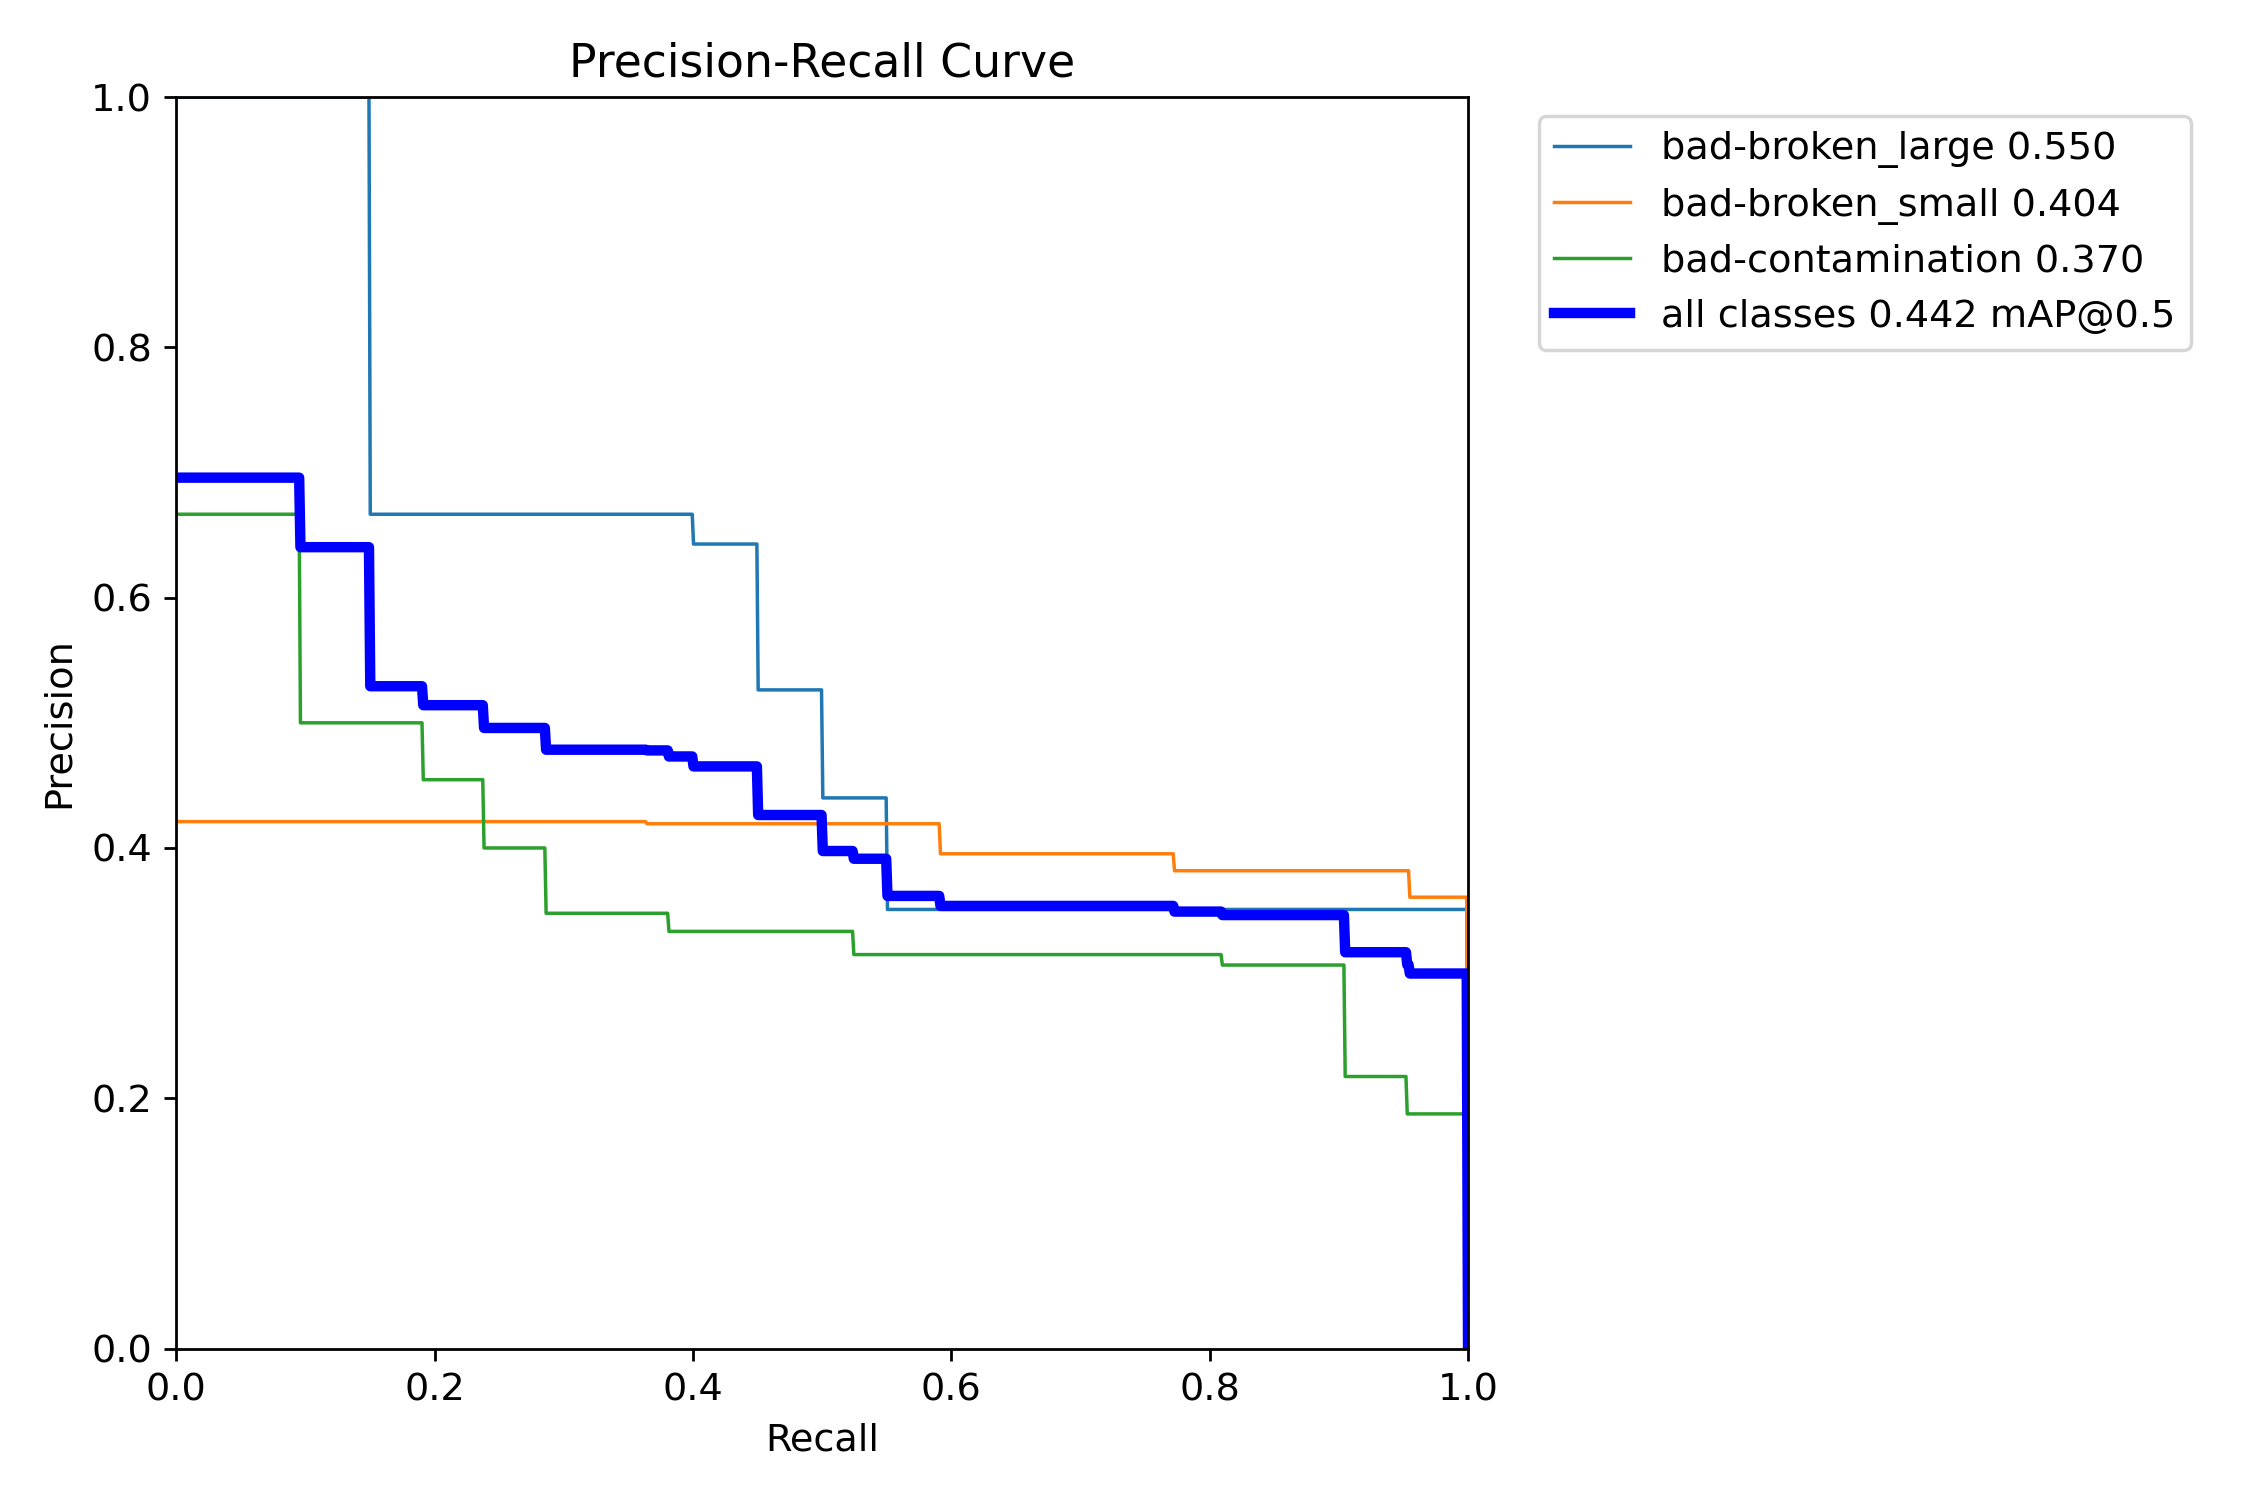 Precision-Recall Curve
1.0
0.8
0.6
0.4
0.2
0.0
Precision
0.0 0.2 0.4 0.6 0.8 1.0
Recall
bad-broken_large 0.550
bad-broken_small 0.404
bad-contamination 0.370
all classes 0.442 mAP@0.5